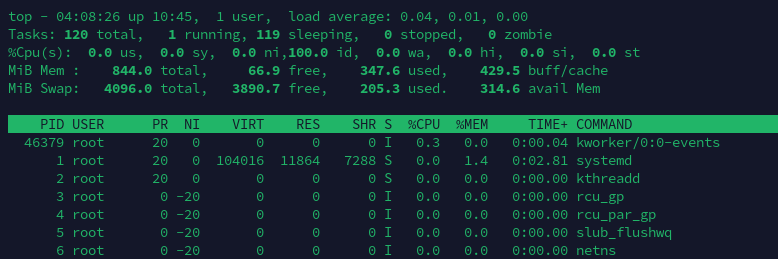 top - 04:08:26 up 10:45,  1 user,  load average: 0.04, 0.01, 0.00
Tasks: 120 total,   1 running, 119 sleeping,   0 stopped,   0 zombie
%Cpu(s):  0.0 us,  0.0 sy,  0.0 ni,100.0 id,  0.0 wa,  0.0 hi,  0.0 si,  0.0 st
MiB Mem :    844.0 total,     66.9 free,    347.6 used,    429.5 buff/cache
MiB Swap:   4096.0 total,   3890.7 free,    205.3 used.    314.6 avail Mem
    PID USER      PR  NI    VIRT    RES    SHR S  %CPU  %MEM     TIME+ COMMAND
  46379 root      20   0       0      0      0 I   0.3   0.0   0:00.04 kworker/0:0-events
      1 root      20   0  104016  11864   7288 S   0.0   1.4   0:02.81 systemd
      2 root      20   0       0      0      0 S   0.0   0.0   0:00.00 kthreadd
      3 root       0 -20       0      0      0 I   0.0   0.0   0:00.00 rcu_gp
      4 root       0 -20       0      0      0 I   0.0   0.0   0:00.00 rcu_par_gp
      5 root       0 -20       0      0      0 I   0.0   0.0   0:00.00 slub_flushwq
      6 root       0 -20       0      0      0 I   0.0   0.0   0:00.00 netns